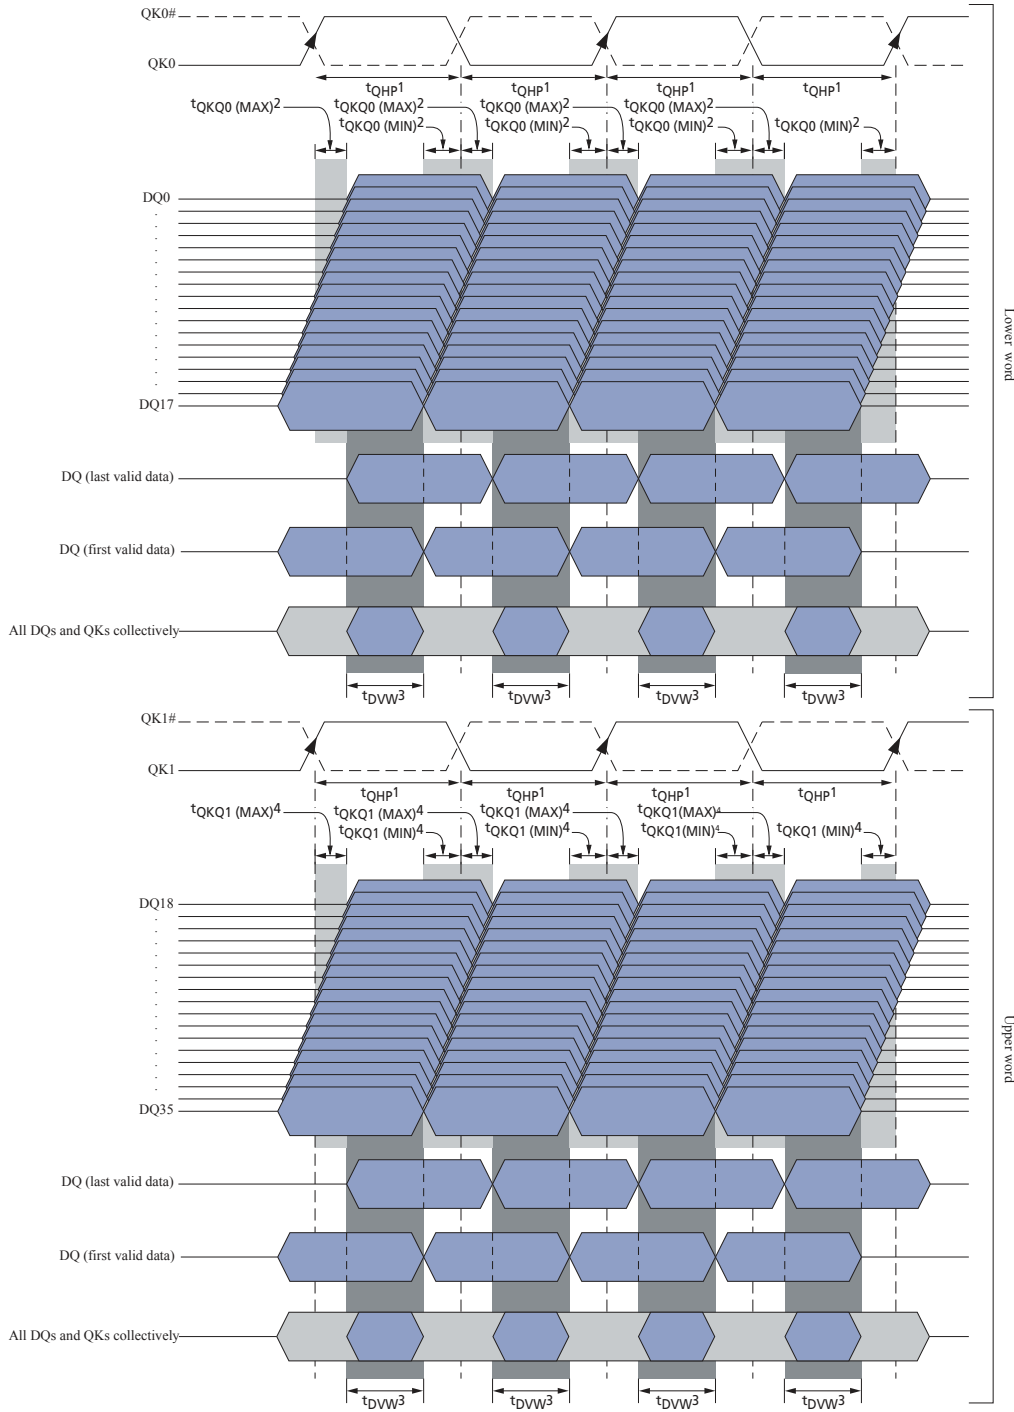 QK0#
QK0
tQHP1 tQHP1 tQHP1 tQHP1
tQKQ0 (MAX)2 tQKQ0 (MAX)2 tQKQ0 (MAX)2 tQKQ0 (MAX)2
tQKQ0 (MIN)2 tQKQ0 (MIN)2 tQKQ0 (MIN)2 tQKQ0 (MIN)2
DQ0
DQ17
Lower word
DQ (last valid data)
DQ (first valid data)
All DQs and QKs collectively
tDVW3 tDVW3 tDVW3 tDVW3
QK1#
QK1
tQHP1 tQHP1 tQHP1 tQHP1
tQKQ1 (MAX)4 tQKQ1 (MAX)4 tQKQ1 (MAX)4 tQKQ1(MAX)4
tQKQ1 (MIN)4 tQKQ1 (MIN)4 tQKQ1(MIN)4 tQKQ1 (MIN)4
DQ18
DQ35
Upper word
DQ (last valid data)
DQ (first valid data)
All DQs and QKs collectively
tDVW3 tDVW3 tDVW3 tDVW3